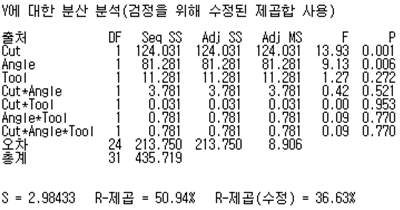 Y에 대한 분산 분석(검정을 위해 수정된 제곱합 사용)
출처 DF Seq SS Adj SS Adj MS F P
Cut 1 124.031 124.031 124.031 13.93 0.001
Angle 1 81.281 81.281 81.281 9.13 0.006
Tool 1 11.281 11.281 11.281 1.27 0.272
Cut*Angle 1 3.781 3.781 3.781 0.42 0.521
Cut*Tool 1 0.031 0.031 0.031 0.00 0.953
Angle*Tool 1 0.781 0.781 0.781 0.09 0.770
Cut*Angle*Tool 1 0.781 0.781 0.781 0.09 0.770
오차 24 213.750 213.750 8.906
총계 31 435.719
S = 2.98433 R-제곱 = 50.94% R-제곱(수정) = 36.63%